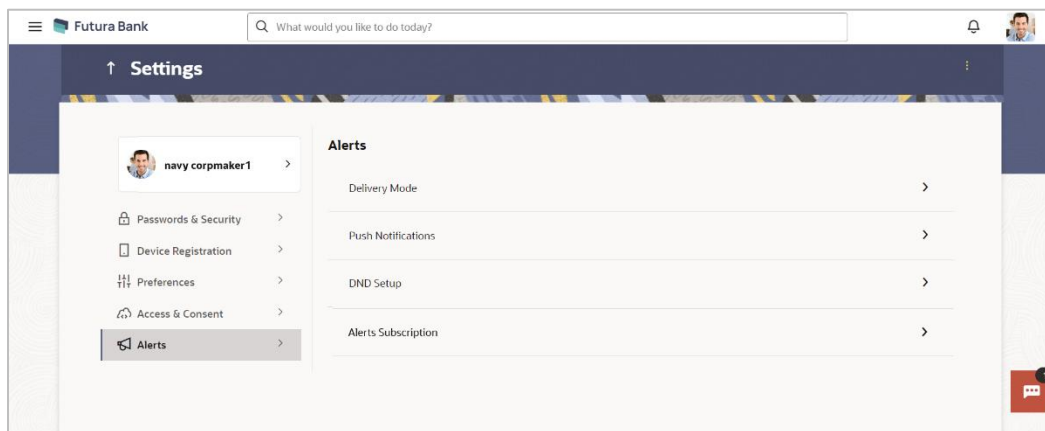 Futura Bank
What would you like to do today?
Settings
navy corpmaker1
Passwords & Security
Device Registration
Preferences
Access & Consent
Alerts
Alerts
Delivery Mode
Push Notifications
DND Setup
Alerts Subscription